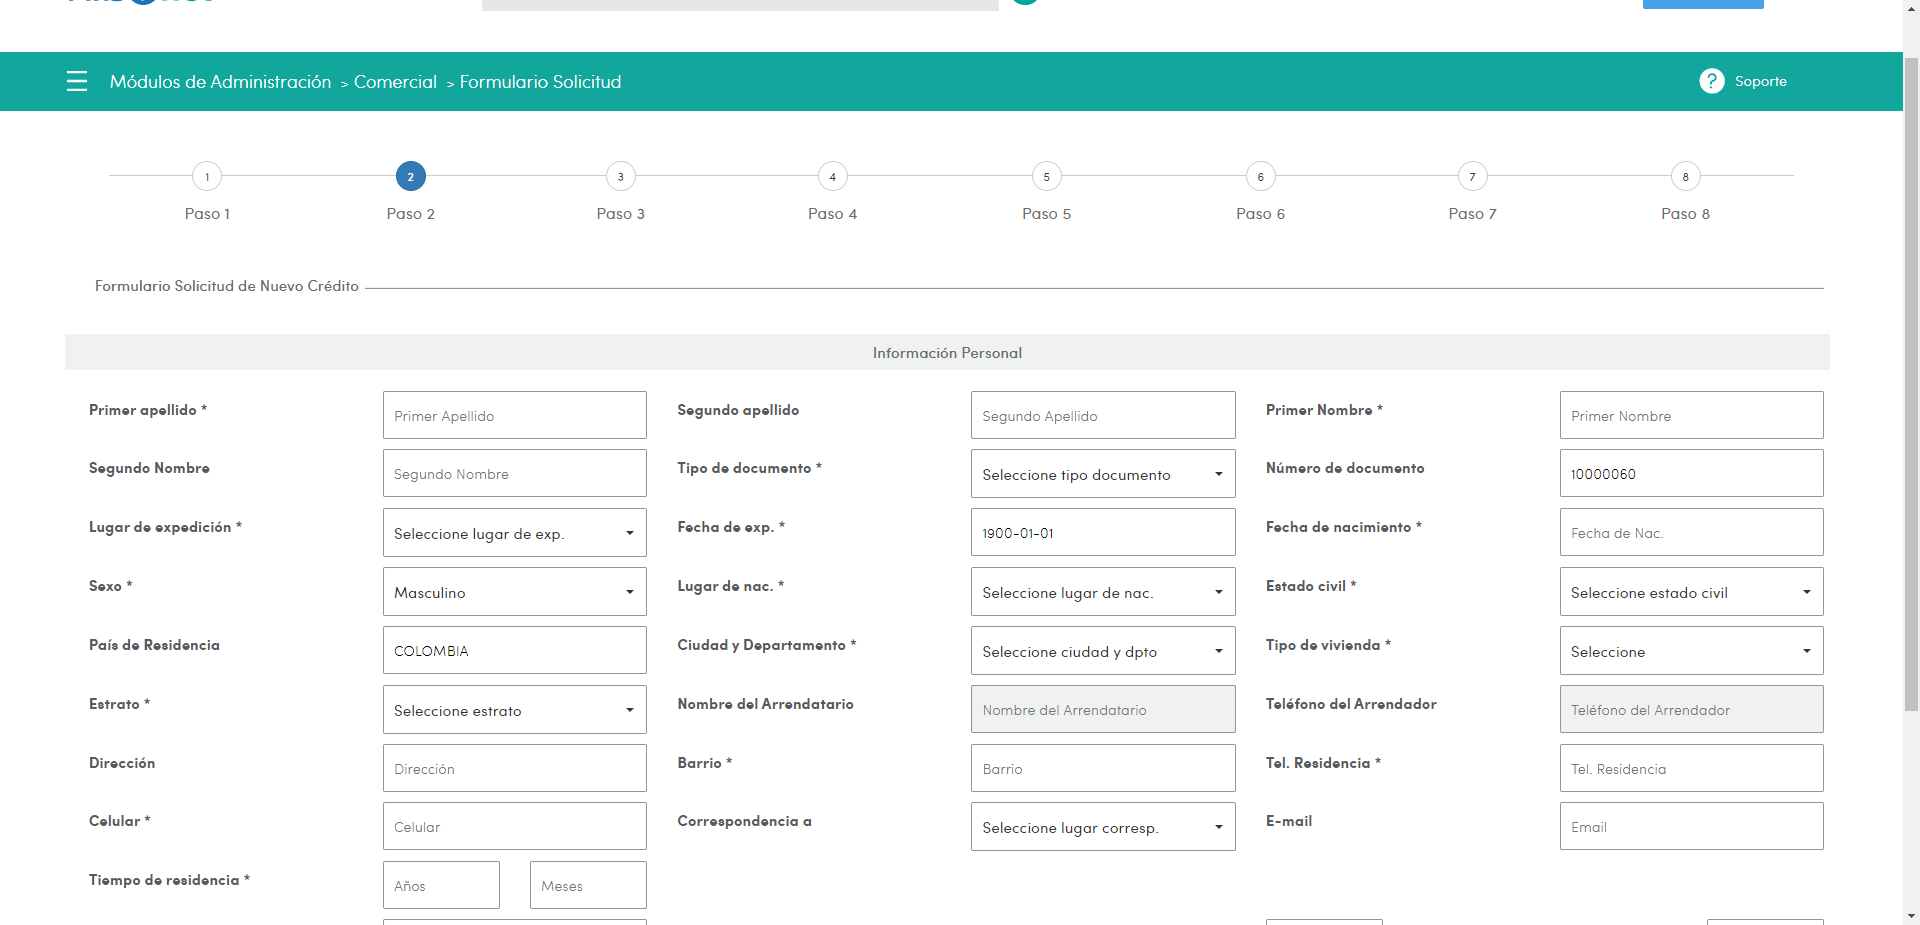 Módulos de Administración > Comercial > Formulario Solicitud
? Soporte
1 2 3 4 5 6 7 8
Paso 1 Paso 2 Paso 3 Paso 4 Paso 5 Paso 6 Paso 7 Paso 8
Formulario Solicitud de Nuevo Crédito
Información Personal
Primer apellido * Primer Apellido Segundo apellido Segundo Apellido Primer Nombre * Primer Nombre
Segundo Nombre Segundo Nombre Tipo de documento * Seleccione tipo documento Número de documento 10000060
Lugar de expedición * Seleccione lugar de exp. Fecha de exp. * 1900-01-01 Fecha de nacimiento * Fecha de Nac.
Sexo * Masculino Lugar de nac. * Seleccione lugar de nac. Estado civil * Seleccione estado civil
País de Residencia COLOMBIA Ciudad y Departamento * Seleccione ciudad y dpto Tipo de vivienda * Seleccione
Estrato * Seleccione estrato Nombre del Arrendatario Nombre del Arrendatario Teléfono del Arrendador Teléfono del Arrendador
Dirección Dirección Barrio * Barrio Tel. Residencia * Tel. Residencia
Celular * Celular Correspondencia a Seleccione lugar corresp. E-mail Email
Tiempo de residencia * Años Meses